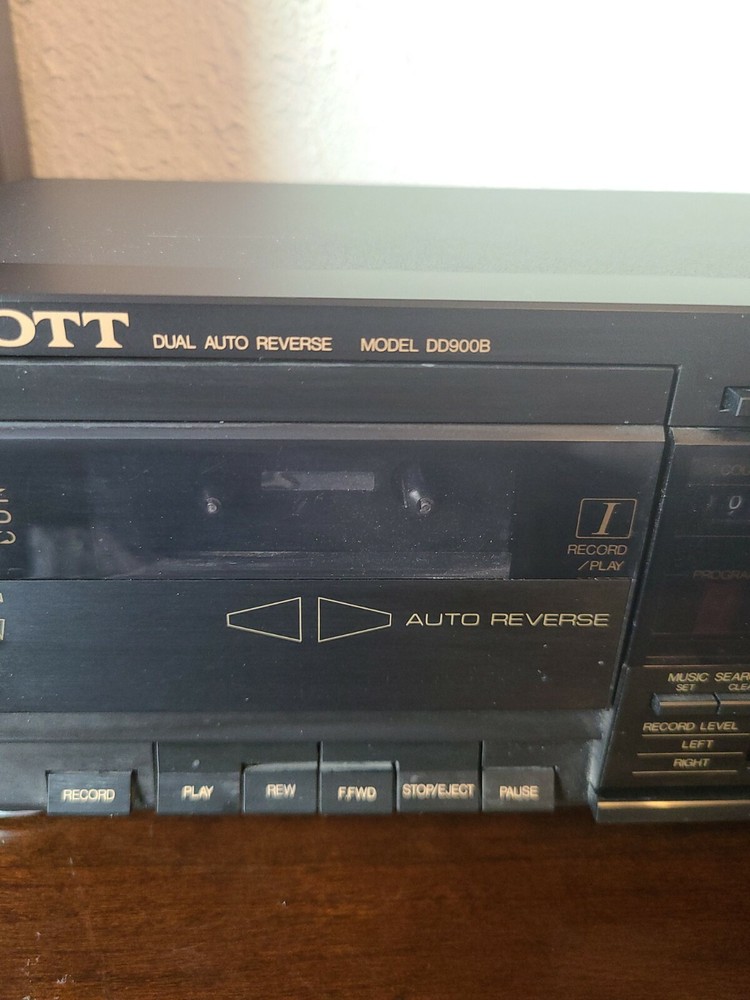 OTT DUAL AUTO REVERSE MODEL DD900B
I
RECORD
/PLAY
AUTO REVERSE
MUSIC SEAR
SET CLEA
RECORD LEVEL
LEFT
RIGHT
RECORD PLAY REW F.FWD STOP/EJECT PAUSE